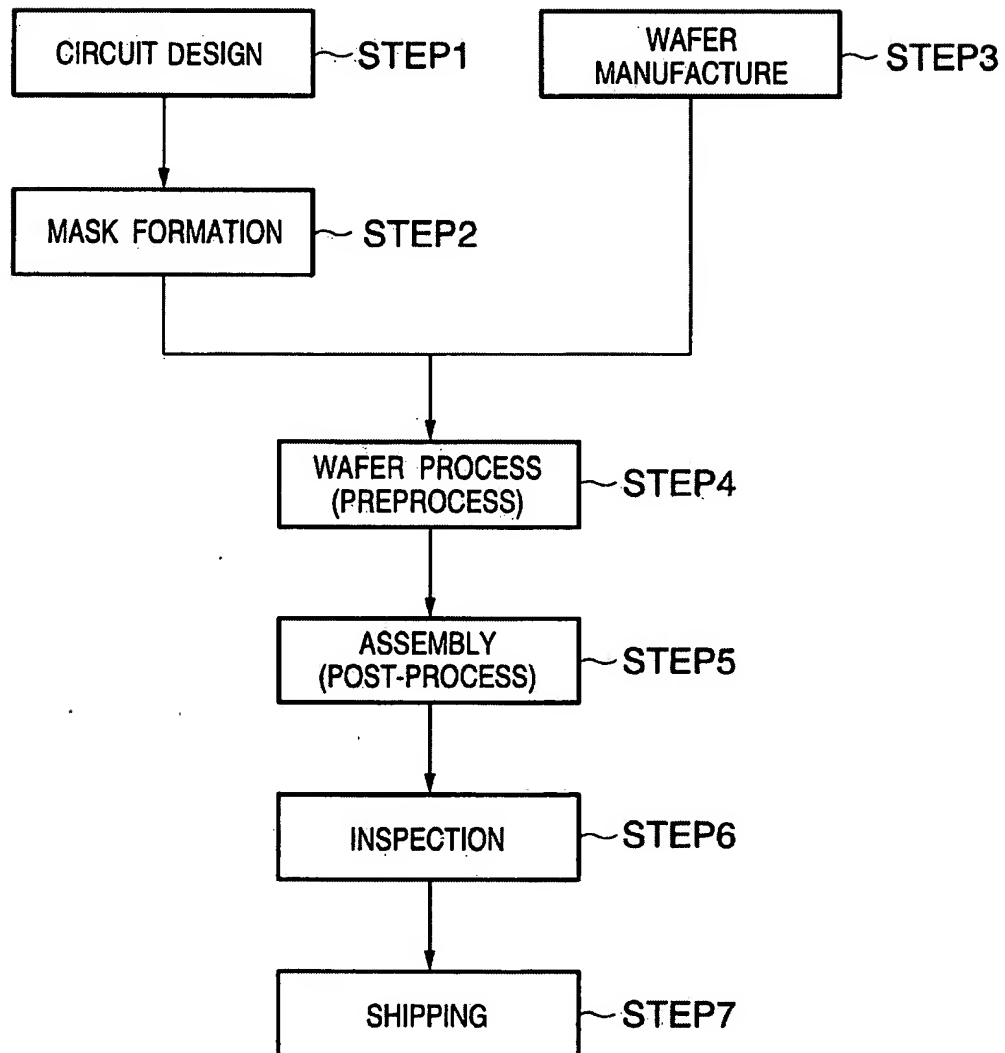 CIRCUIT DESIGN
STEP1
WAFER
MANUFACTURE
STEP3
MASK FORMATION
STEP2
WAFER PROCESS
(PREPROCESS)
STEP4
ASSEMBLY
(POST-PROCESS)
STEP5
INSPECTION
STEP6
SHIPPING
STEP7